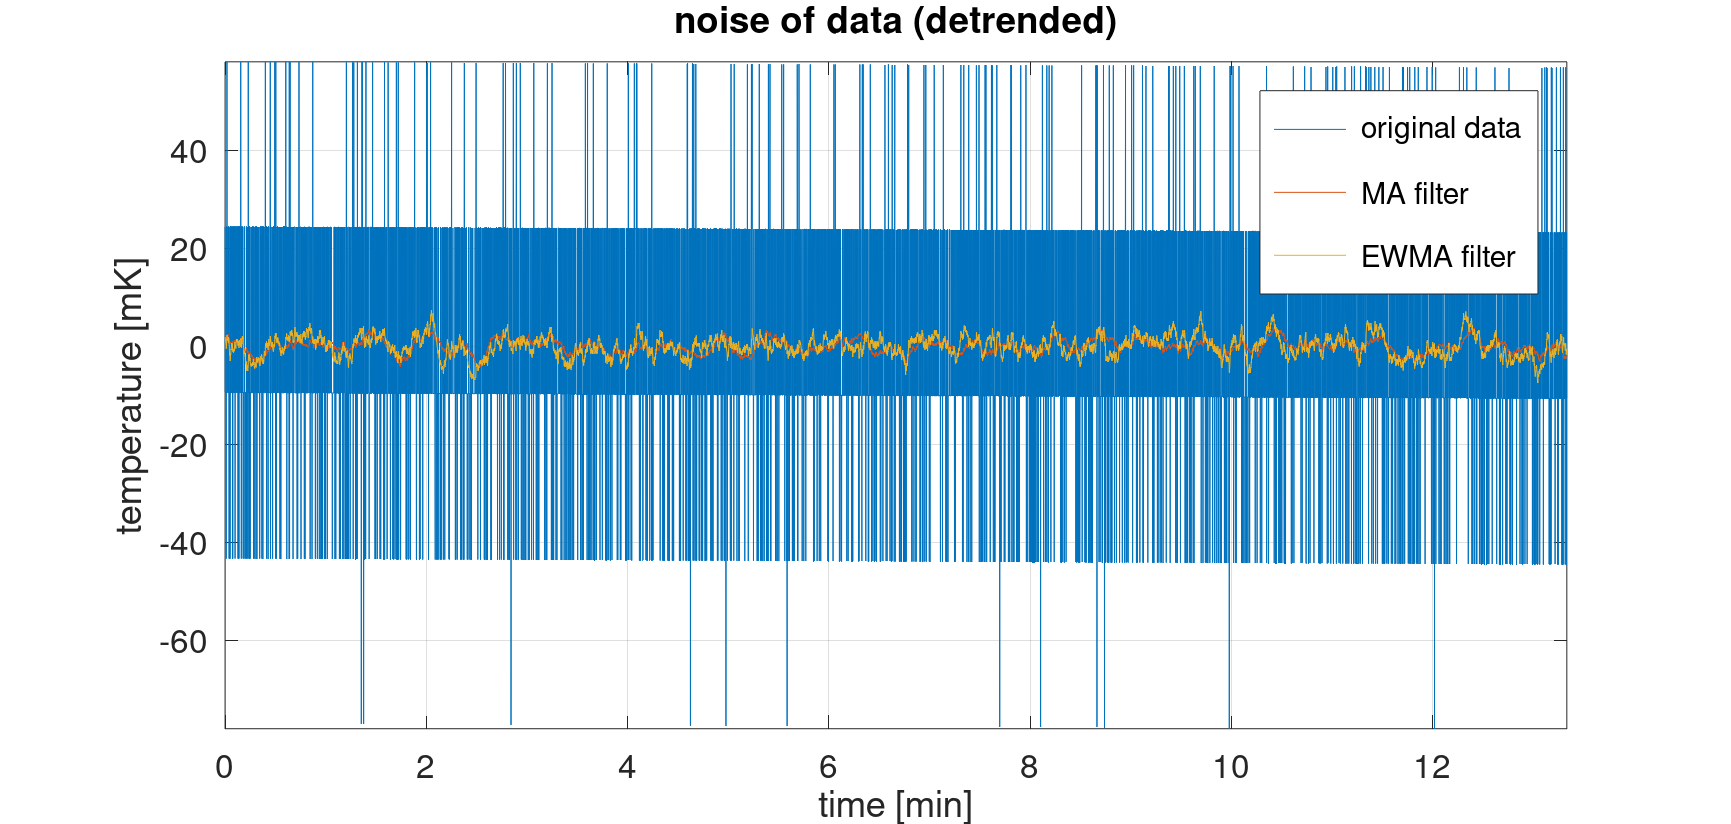 noise of data (detrended)
original data
MA filter
EWMA filter
40
20
0
-20
-40
-60
temperature [mK]
0 2 4 6 8 10 12
time [min]